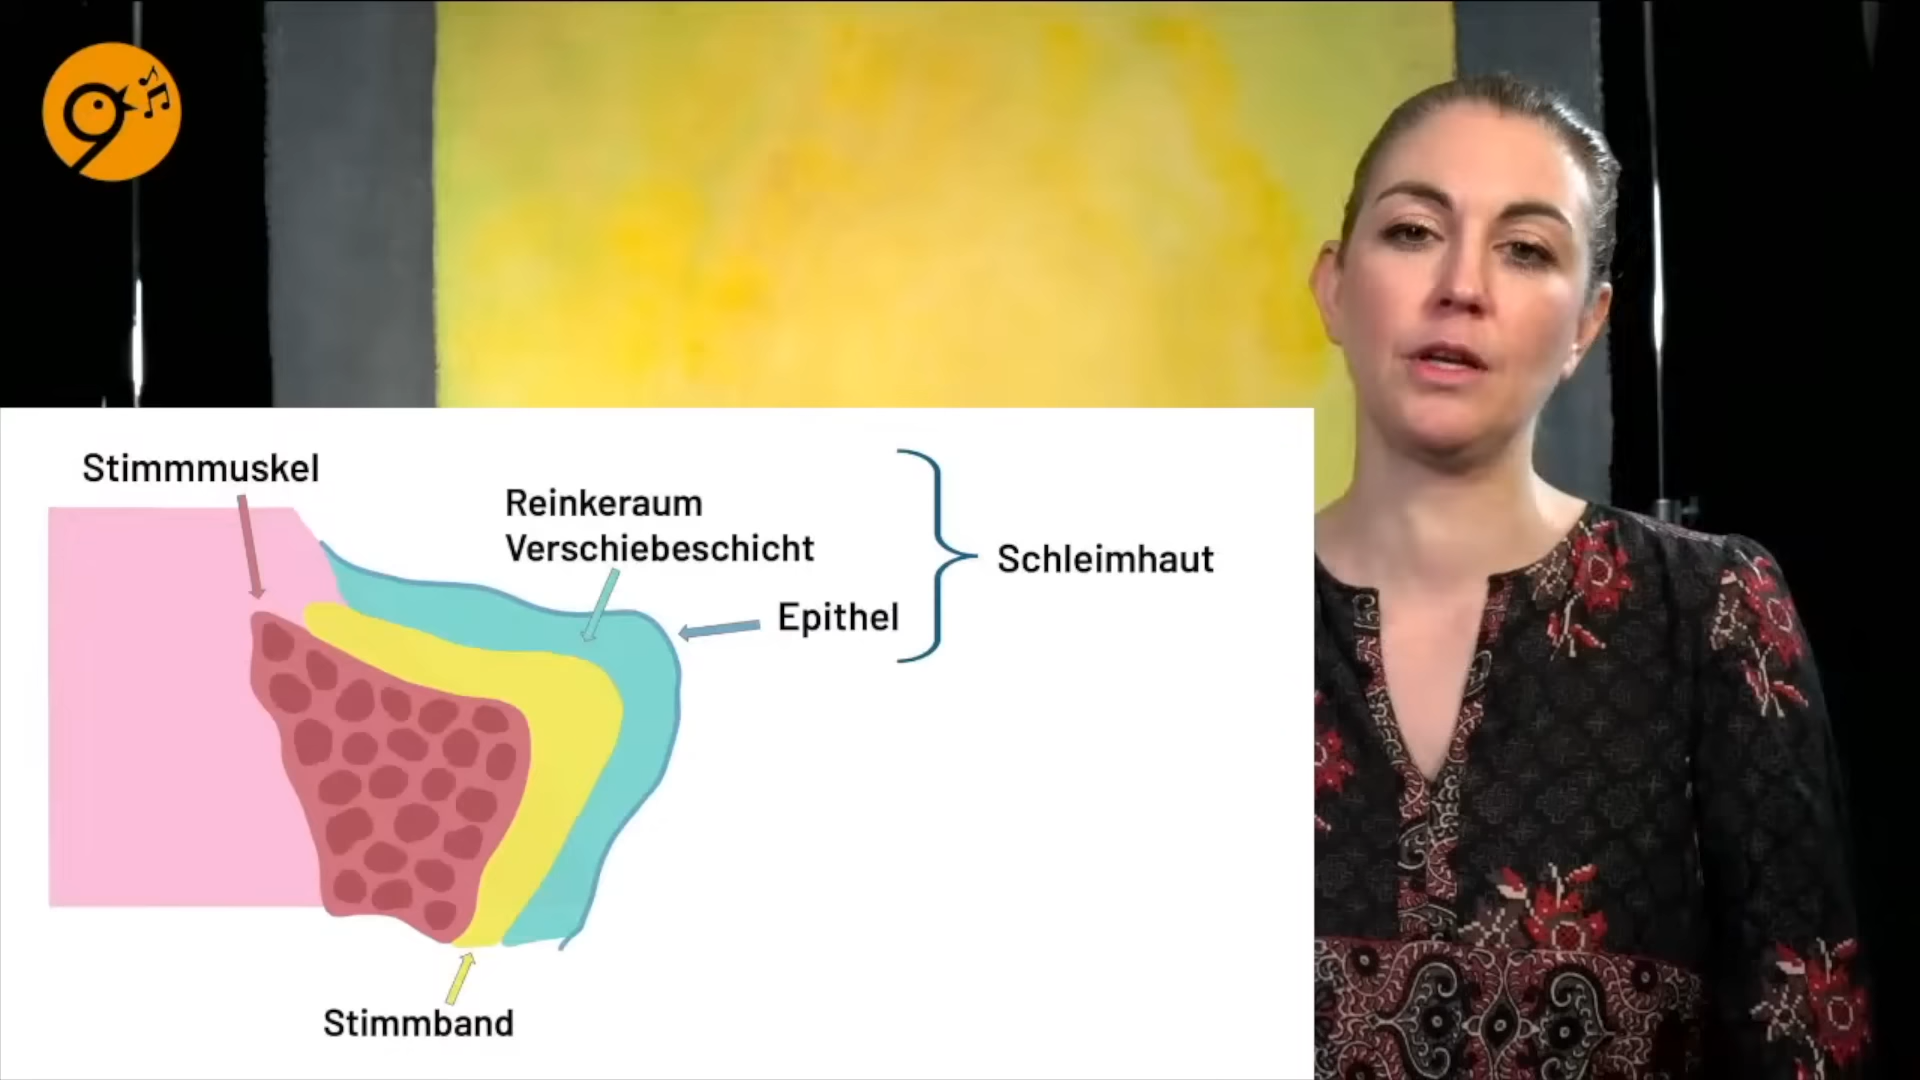 Stimmmuskel
Reinkeraum
Verschiebeschicht
Schleimhaut
Epithel
Stimmband